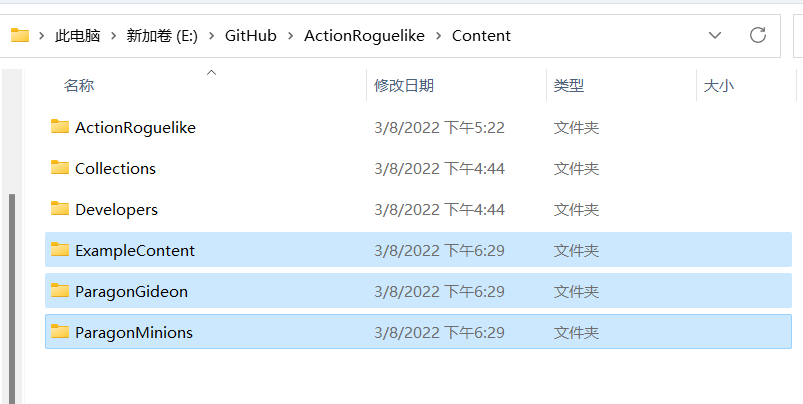 此电脑 > 新加卷 (E:) > GitHub > ActionRoguelike > Content
名称 修改日期 类型 大小
ActionRoguelike 3/8/2022 下午5:22 文件夹
Collections 3/8/2022 下午4:44 文件夹
Developers 3/8/2022 下午4:44 文件夹
ExampleContent 3/8/2022 下午6:29 文件夹
ParagonGideon 3/8/2022 下午6:29 文件夹
ParagonMinions 3/8/2022 下午6:29 文件夹